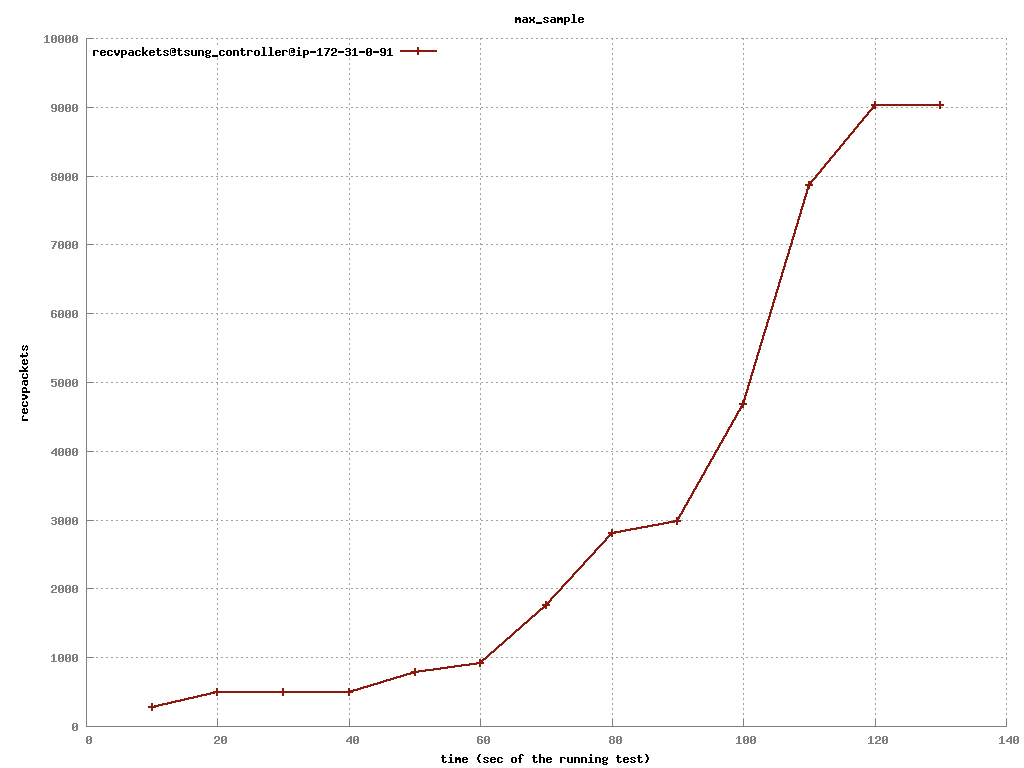 max_sample
recvpackets@tsung_controller@ip-172-31-0-91
10000
9000
8000
7000
6000
5000
4000
3000
2000
1000
0
recvpackets
0 20 40 60 80 100 120 140
time (sec of the running test)